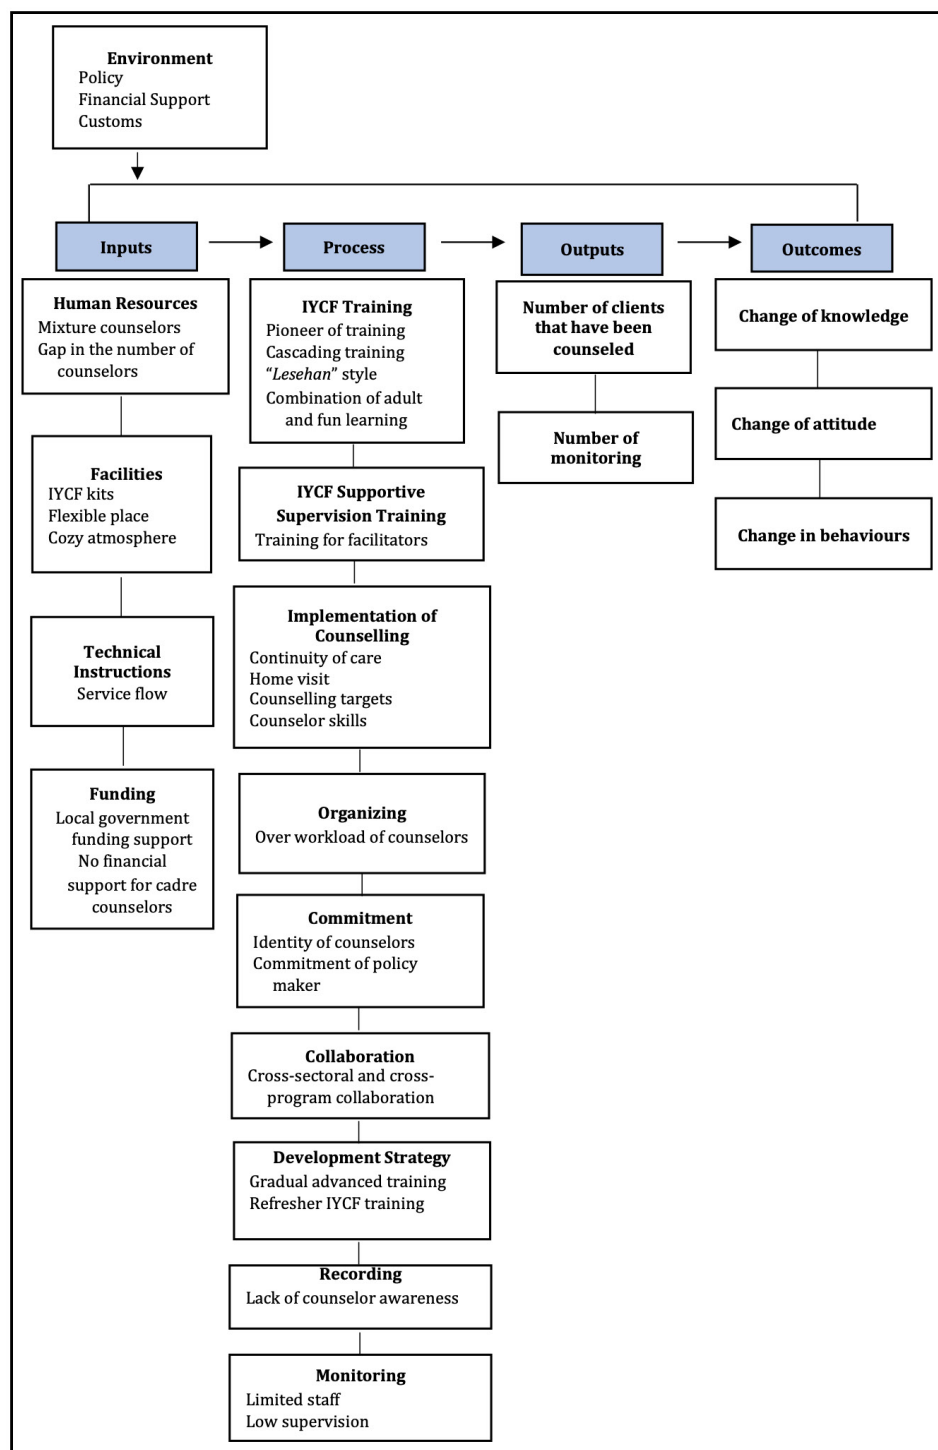 Environment
Policy
Financial Support
Customs
Inputs
Process
Outputs
Outcomes
Human Resources
Mixture counselors
Gap in the number of
counselors
Facilities
IYCF kits
Flexible place
Cozy atmosphere
Technical
Instructions
Service flow
Funding
Local government
funding support
No financial
support for cadre
counselors
IYCF Training
Pioneer of training
Cascading training
“Lesehan” style
Combination of adult
and fun learning
IYCF Supportive
Supervision Training
Training for facilitators
Implementation of
Counselling
Continuity of care
Home visit
Counselling targets
Counselor skills
Organizing
Over workload of counselors
Commitment
Identity of counselors
Commitment of policy
maker
Collaboration
Cross-sectoral and cross-
program collaboration
Development Strategy
Gradual advanced training
Refresher IYCF training
Recording
Lack of counselor awareness
Monitoring
Limited staff
Low supervision
Number of clients
that have been
counseled
Number of
monitoring
Change of knowledge
Change of attitude
Change in behaviours